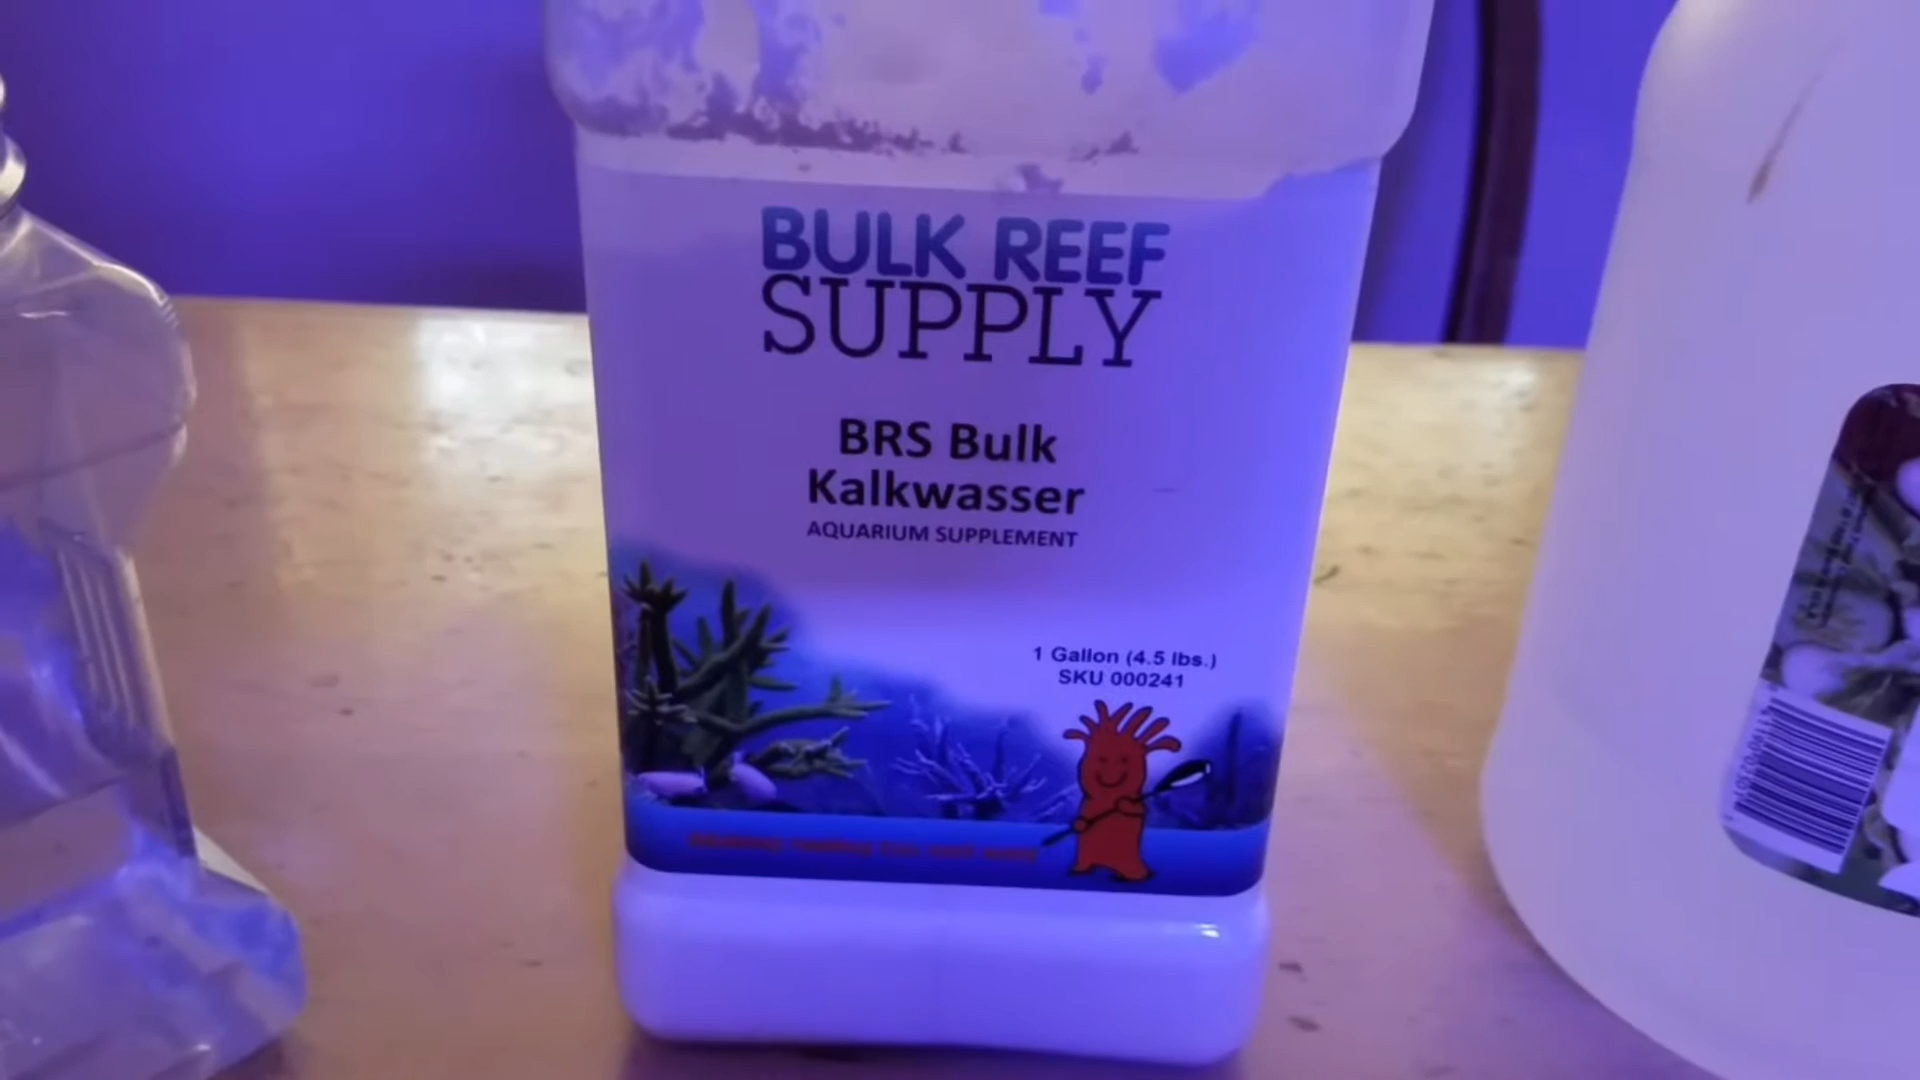 BULK REEF
SUPPLY
BRS Bulk
Kalkwasser
AQUARIUM SUPPLEMENT
1 Gallon (4.5 lbs.)
SKU 000241